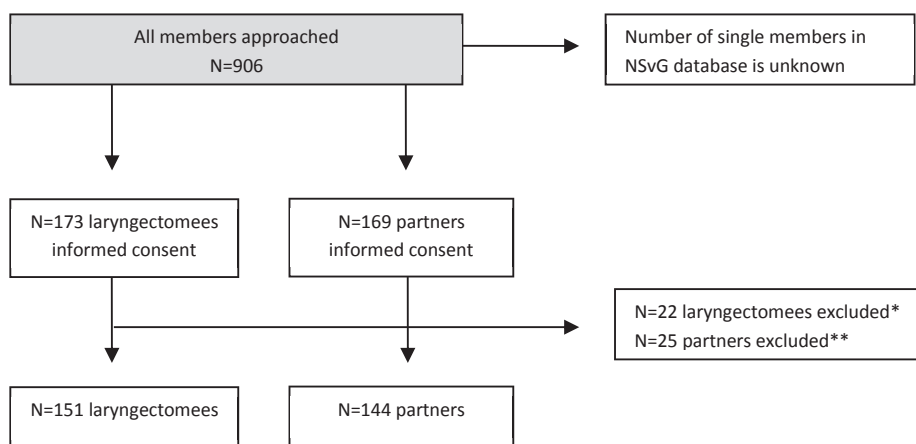 All members approached
N=906
Number of single members in
NSvG database is unknown
N=173 laryngectomees
informed consent
N=169 partners
informed consent
N=22 laryngectomees excluded*
N=25 partners excluded**
N=151 laryngectomees
N=144 partners